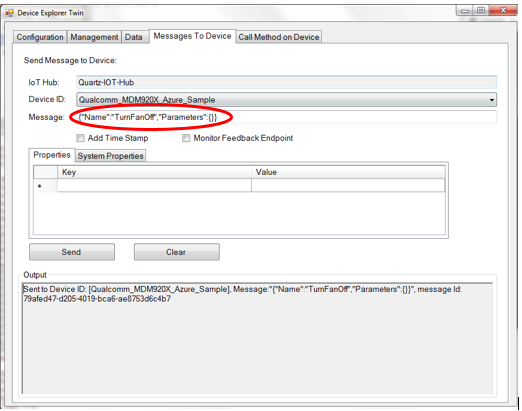 Device Explorer Twin
Configuration Management Data Messages To Device Call Method on Device
Send Message to Device:
IoT Hub: Quartz-IOT-Hub
Device ID: Qualcomm_MDM920X_Azure_Sample
Message: {"Name":"TurnFanOff","Parameters":{}}
Add Time Stamp Monitor Feedback Endpoint
Properties System Properties
Key Value
Send Clear
Output
Sent to Device ID: [Qualcomm_MDM920X_Azure_Sample], Message:"{"Name":"TurnFanOff","Parameters":{}}", message Id:
79afed47-d205-4019-bca6-ae8753d6c4b7